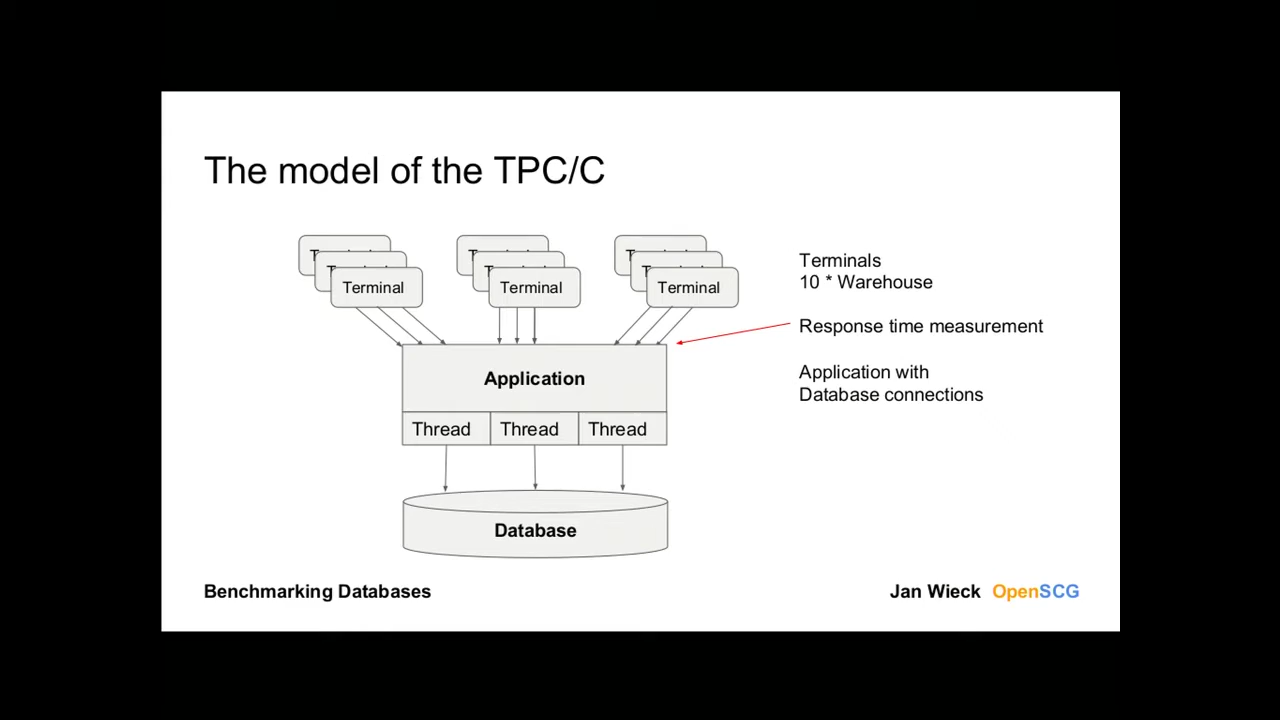 The model of the TPC/C
Terminal
Terminal
Terminal
Terminals
10 * Warehouse
Response time measurement
Application with
Database connections
Application
Thread Thread Thread
Database
Benchmarking Databases
Jan Wieck OpenSCG